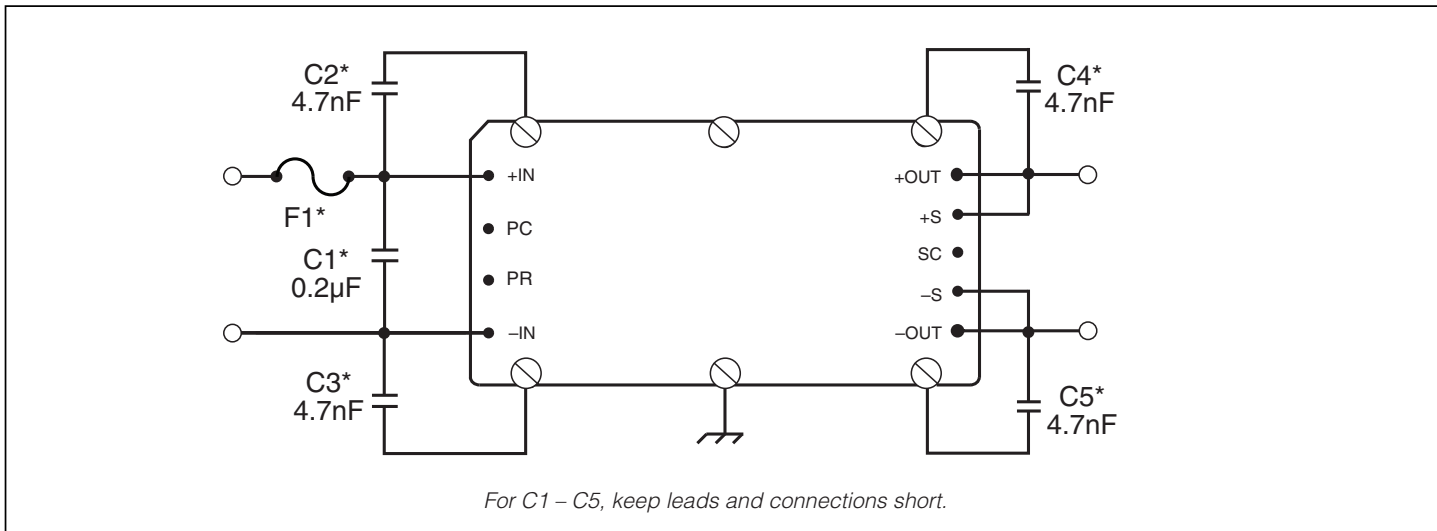 C2*
4.7nF
C4*
4.7nF
+IN
+OUT
F1*
+S
PC
SC
C1*
0.2µF
PR
–S
–IN
–OUT
C3*
4.7nF
C5*
4.7nF
For C1 – C5, keep leads and connections short.